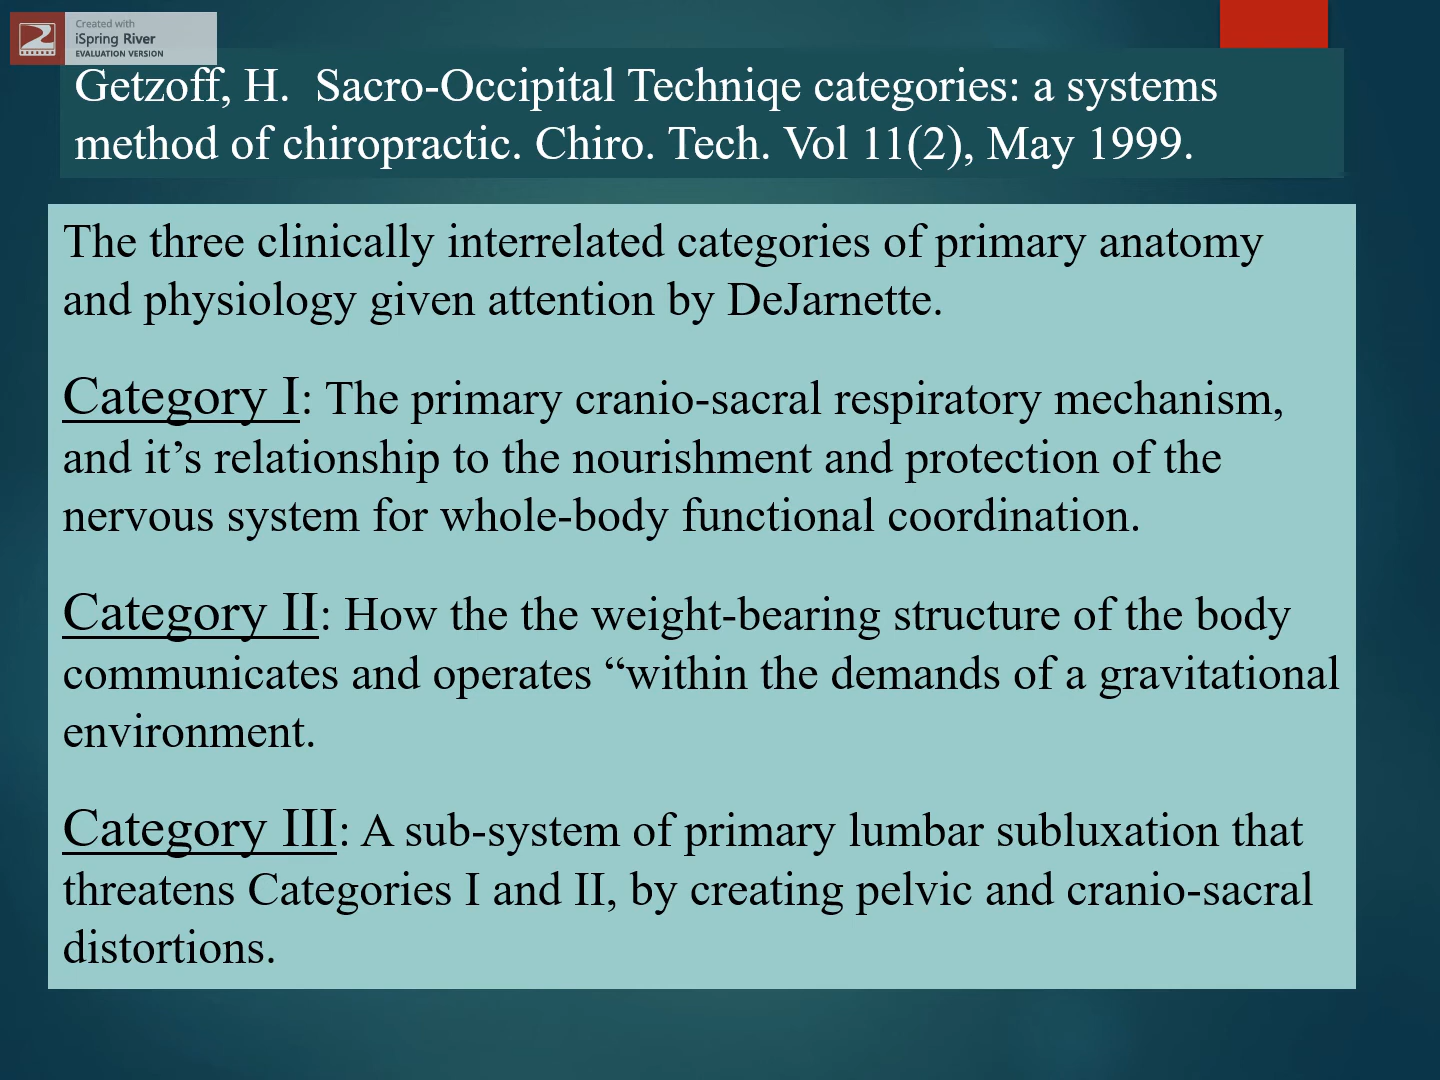 Created with
iSpring River
EVALUATION VERSION
Getzoff, H.  Sacro-Occipital Techniqe categories: a systems
method of chiropractic. Chiro. Tech. Vol 11(2), May 1999.
The three clinically interrelated categories of primary anatomy
and physiology given attention by DeJarnette.
Category I: The primary cranio-sacral respiratory mechanism,
and it’s relationship to the nourishment and protection of the
nervous system for whole-body functional coordination.
Category II: How the the weight-bearing structure of the body
communicates and operates “within the demands of a gravitational
environment.
Category III: A sub-system of primary lumbar subluxation that
threatens Categories I and II, by creating pelvic and cranio-sacral
distortions.